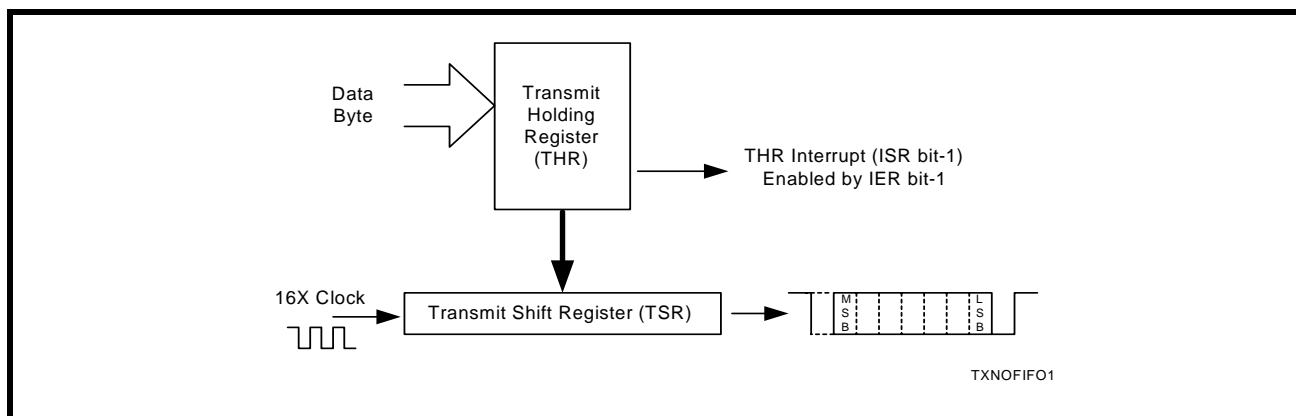 Data
Byte
Transmit
Holding
Register
(THR)
THR Interrupt (ISR bit-1)
Enabled by IER bit-1
16X Clock
Transmit Shift Register (TSR)
M
S
B
L
S
B
TXNOFIFO1